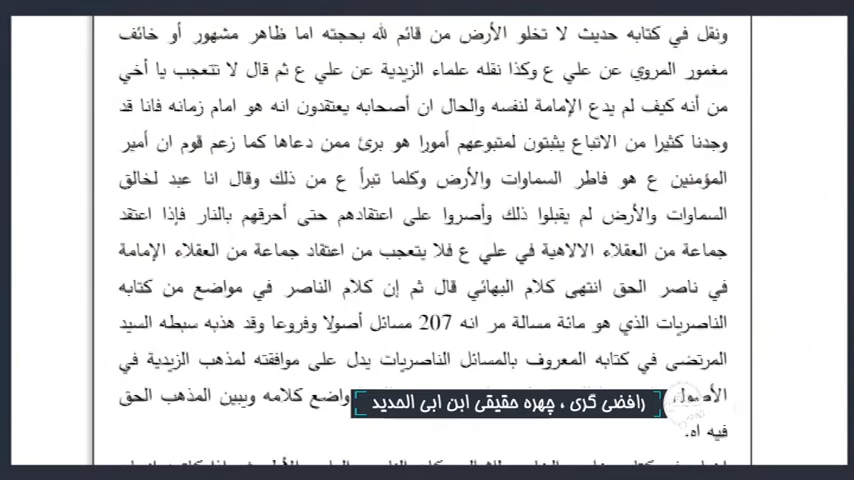 ونقل في كتابه حديث لا تخلو الأرض من قائم لله بحجته اما ظاهر مشهور أو خائف
مغمور المروي عن علي ع وكذا نقله علماء الزيدية عن علي ع ثم قال لا تتعجب يا أخي
من أنه كيف لم يدع الإمامة لنفسه والحال ان أصحابه يعتقدون انه هو امام زمانه فانا قد
وجدنا كثيرا من الاتباع يثبتون لمتبوعهم أمورا هو برئ ممن دعاها كما زعم قوم ان أمير
المؤمنين ع هو فاطر السماوات والأرض وكلما تبرأ ع من ذلك وقال انا عبد لخالق
السماوات والأرض لم يقبلوا ذلك وأصروا على اعتقادهم حتى أحرقهم بالنار فإذا اعتقد
جماعة من العقلاء الالاهية في علي ع فلا يتعجب من اعتقاد جماعة من العقلاء الإمامة
في ناصر الحق انتهى كلام البهائي قال ثم إن كلام الناصر في مواضع من كتابه
الناصريات الذي هو مائة مسالة مر انه 207 مسائل أصولا وفروعا وقد هذبه سبطه السيد
المرتضى في كتابه المعروف بالمسائل الناصريات يدل على موافقته لمذهب الزيدية في
الأصول واضع كلامه ويبين المذهب الحق
رافضی گری ، چهره حقیقی ابن ابی الحدید
فيه اه.